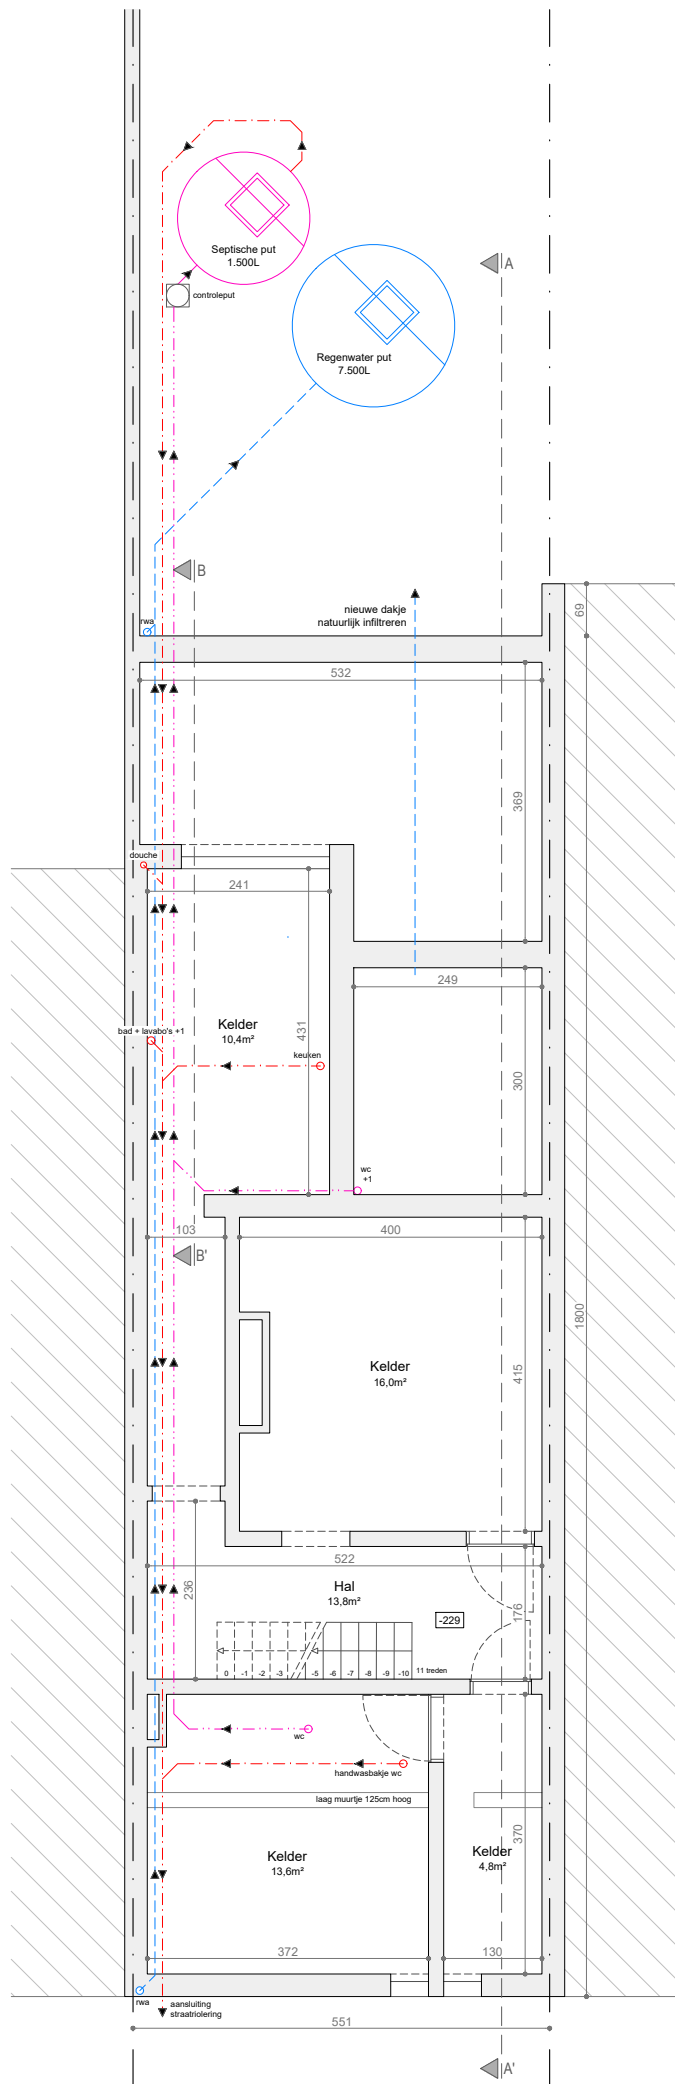 Septische put
1.500L
A
controleput
Regenwater put
7.500L
B
nieuwe dakje
natuurlijk infiltreren
69
rwa
532
369
douche
241
249
Kelder
10,4m²
431
bad + lavabo's +1
keuken
300
wc
+1
103
400
B'
1800
Kelder
16,0m²
415
522
236
Hal
13,8m²
176
-229
0 -1 -2 -3 -5 -6 -7 -8 -9 -10 11 treden
wc
handwasbakje wc
laag muurtje 125cm hoog
370
Kelder
13,6m²
Kelder
4,8m²
372
130
rwa
aansluiting
straatriolering
551
A'